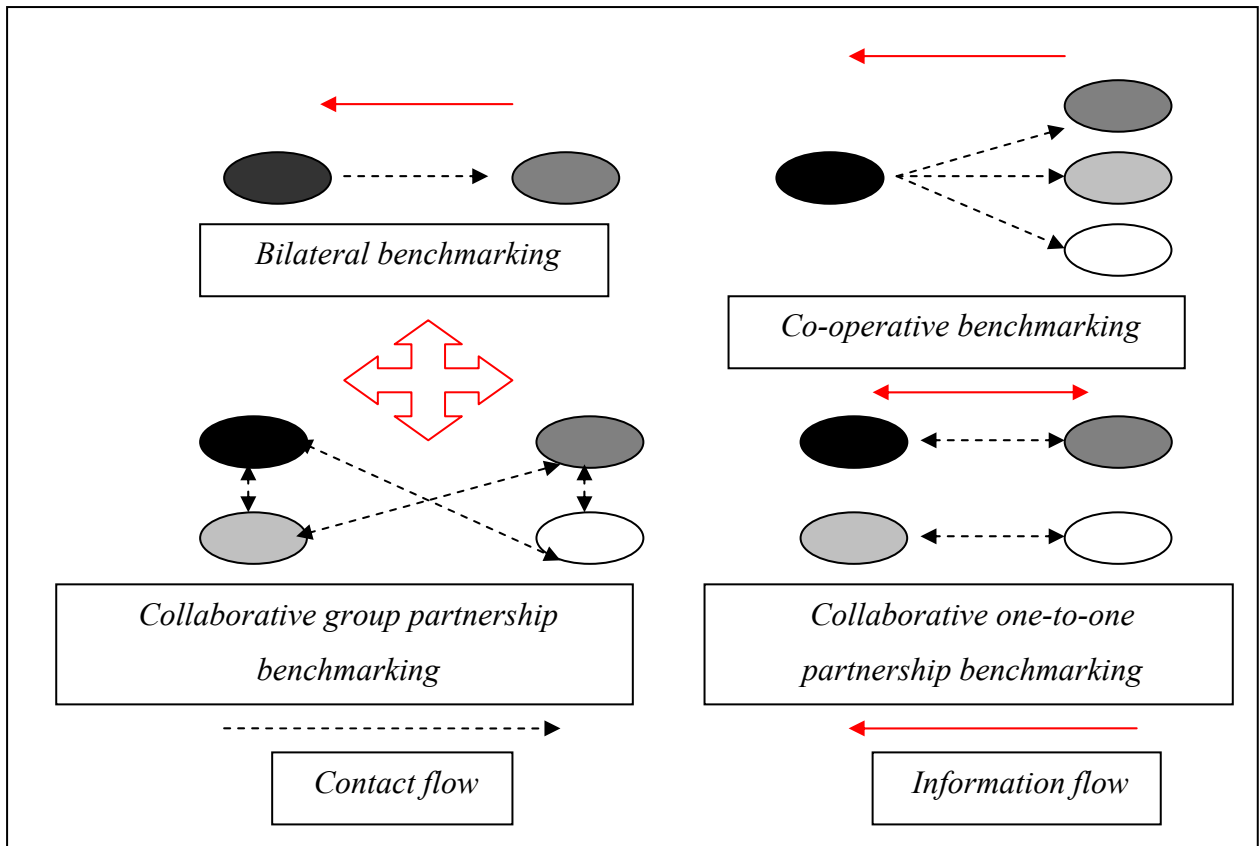 Bilateral benchmarking
Co-operative benchmarking
Collaborative group partnership
benchmarking
Collaborative one-to-one
partnership benchmarking
Contact flow
Information flow